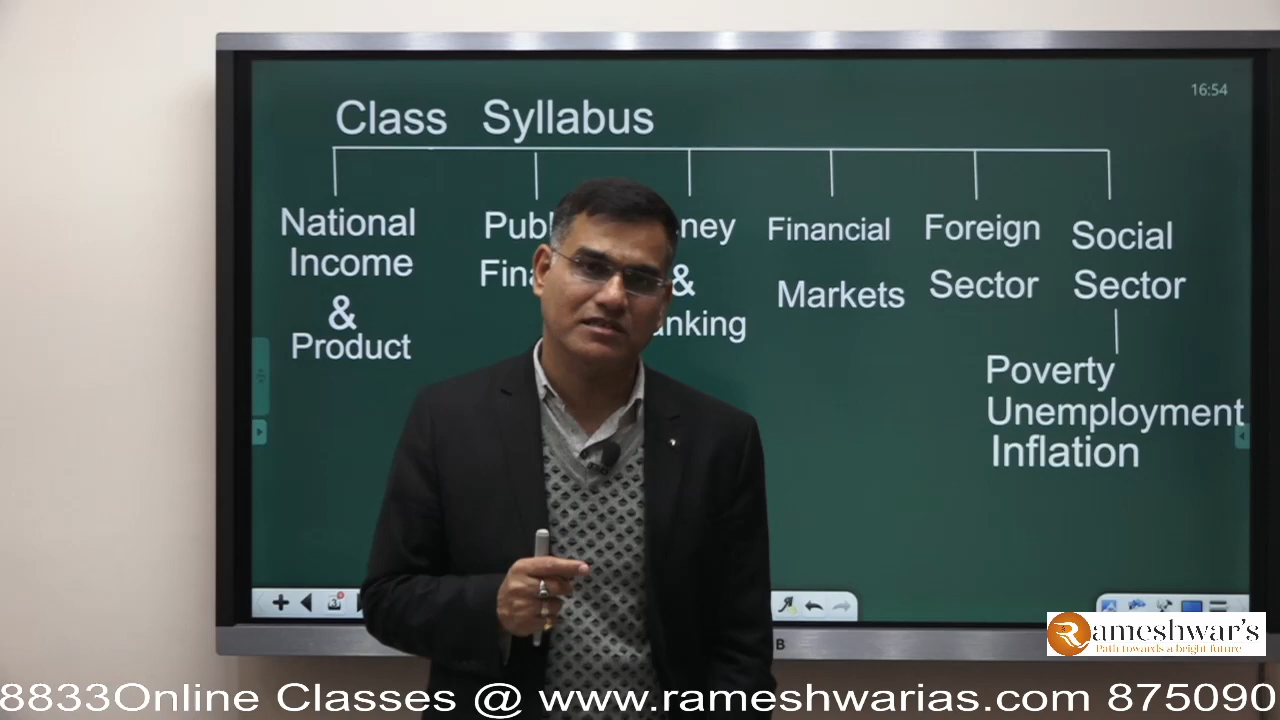 16:54
Class Syllabus
National
Income
&
Product
Financial
Markets
Foreign
Sector
Social
Sector
&
Poverty
Unemployment
Inflation
Rameshwar's
Path towards a bright future
8833Online Classes @ www.rameshwarias.com 875090